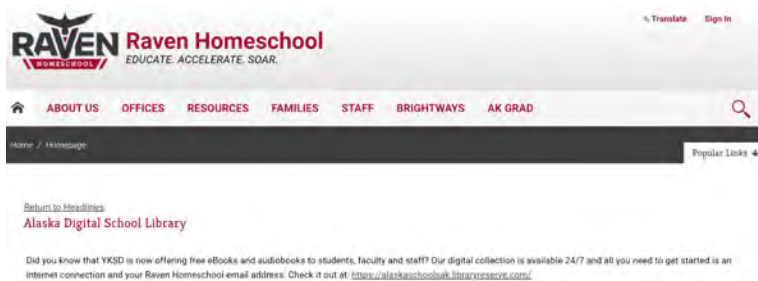 Translate Sign In
RAVEN
HOMESCHOOL
Raven Homeschool
EDUCATE. ACCELERATE. SOAR.
ABOUT US OFFICES RESOURCES FAMILIES STAFF BRIGHTWAYS AK GRAD
Home / Homepage
Popular Links
Return to Headlines
Alaska Digital School Library
Did you know that YKSD is now offering free eBooks and audiobooks to students, faculty and staff? Our digital collection is available 24/7 and all you need to get started is an
internet connection and your Raven Homeschool email address. Check it out at: https://alaskaschoolsak.libraryreserve.com/